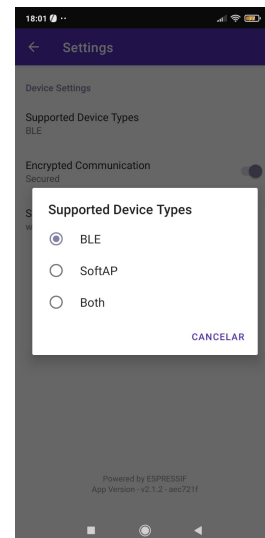 18:01
Settings
Device Settings
Supported Device Types
BLE
Encrypted Communication
Secured
S
w
Supported Device Types
BLE
SoftAP
Both
CANCELAR
Powered by ESPRESSIF
App Version - v2.1.2 - aec721f